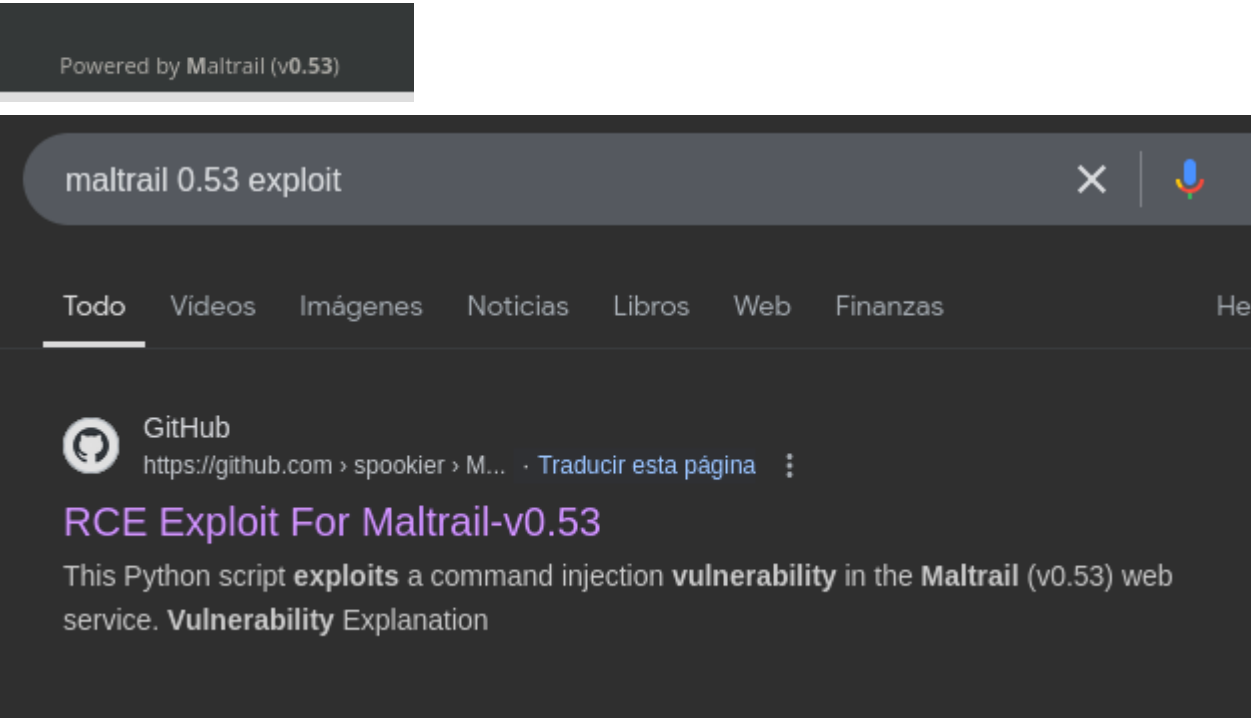 Powered by Maltrail (v0.53)
maltrail 0.53 exploit
Todo Vídeos Imágenes Noticias Libros Web Finanzas He
GitHub
https://github.com › spookier › M... · Traducir esta página
RCE Exploit For Maltrail-v0.53
This Python script exploits a command injection vulnerability in the Maltrail (v0.53) web
service. Vulnerability Explanation